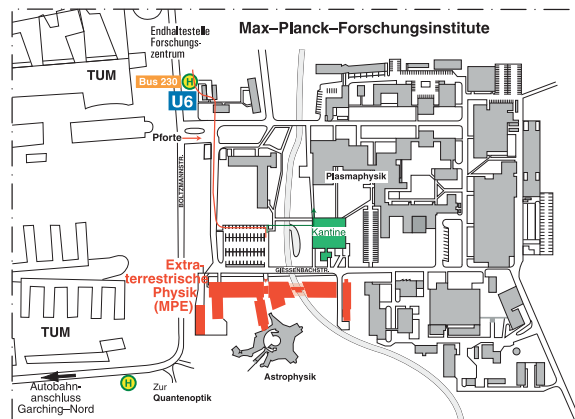 Max–Planck–Forschungsinstitute
Endhaltestelle
Forschungs-
zentrum
TUM
Bus 230
H
U6
Pforte
BOLTZMANNSTR.
Plasmaphysik
Kantine
GIESSENBACHSTR.
Extra-
terrestrische
Physik
(MPE)
TUM
Astrophysik
H
Autobahn-
anschluss
Garching–Nord
Zur
Quantenoptik